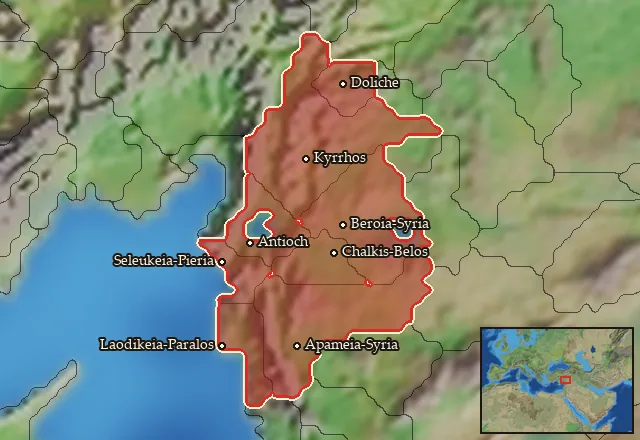 Doliche
Kyrrhos
Beroia-Syria
Antioch
Chalkis-Belos
Seleukeia-Pieria
Laodikeia-Paralos
Apameia-Syria